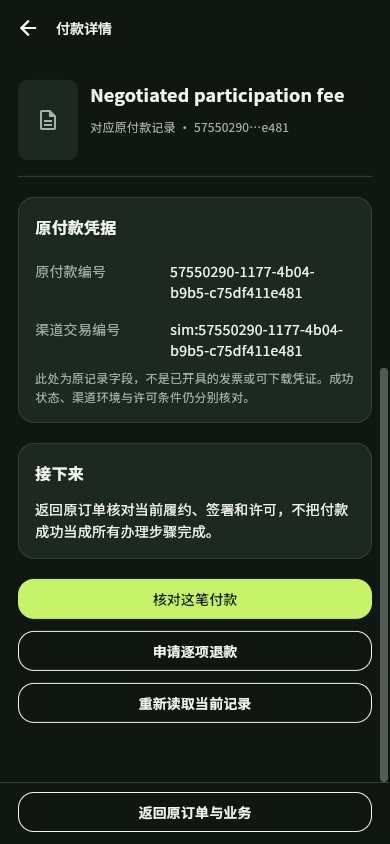 付款详情
Negotiated participation fee
对应原付款记录 · 57550290…e481
原付款凭据
原付款编号
57550290-1177-4b04-
b9b5-c75df411e481
渠道交易编号
sim:57550290-1177-4b04-
b9b5-c75df411e481
此处为原记录字段，不是已开具的发票或可下载凭证。成功
状态、渠道环境与许可条件仍分别核对。
接下来
返回原订单核对当前履约、签署和许可，不把付款
成功当成所有办理步骤完成。
核对这笔付款
申请逐项退款
重新读取当前记录
返回原订单与业务